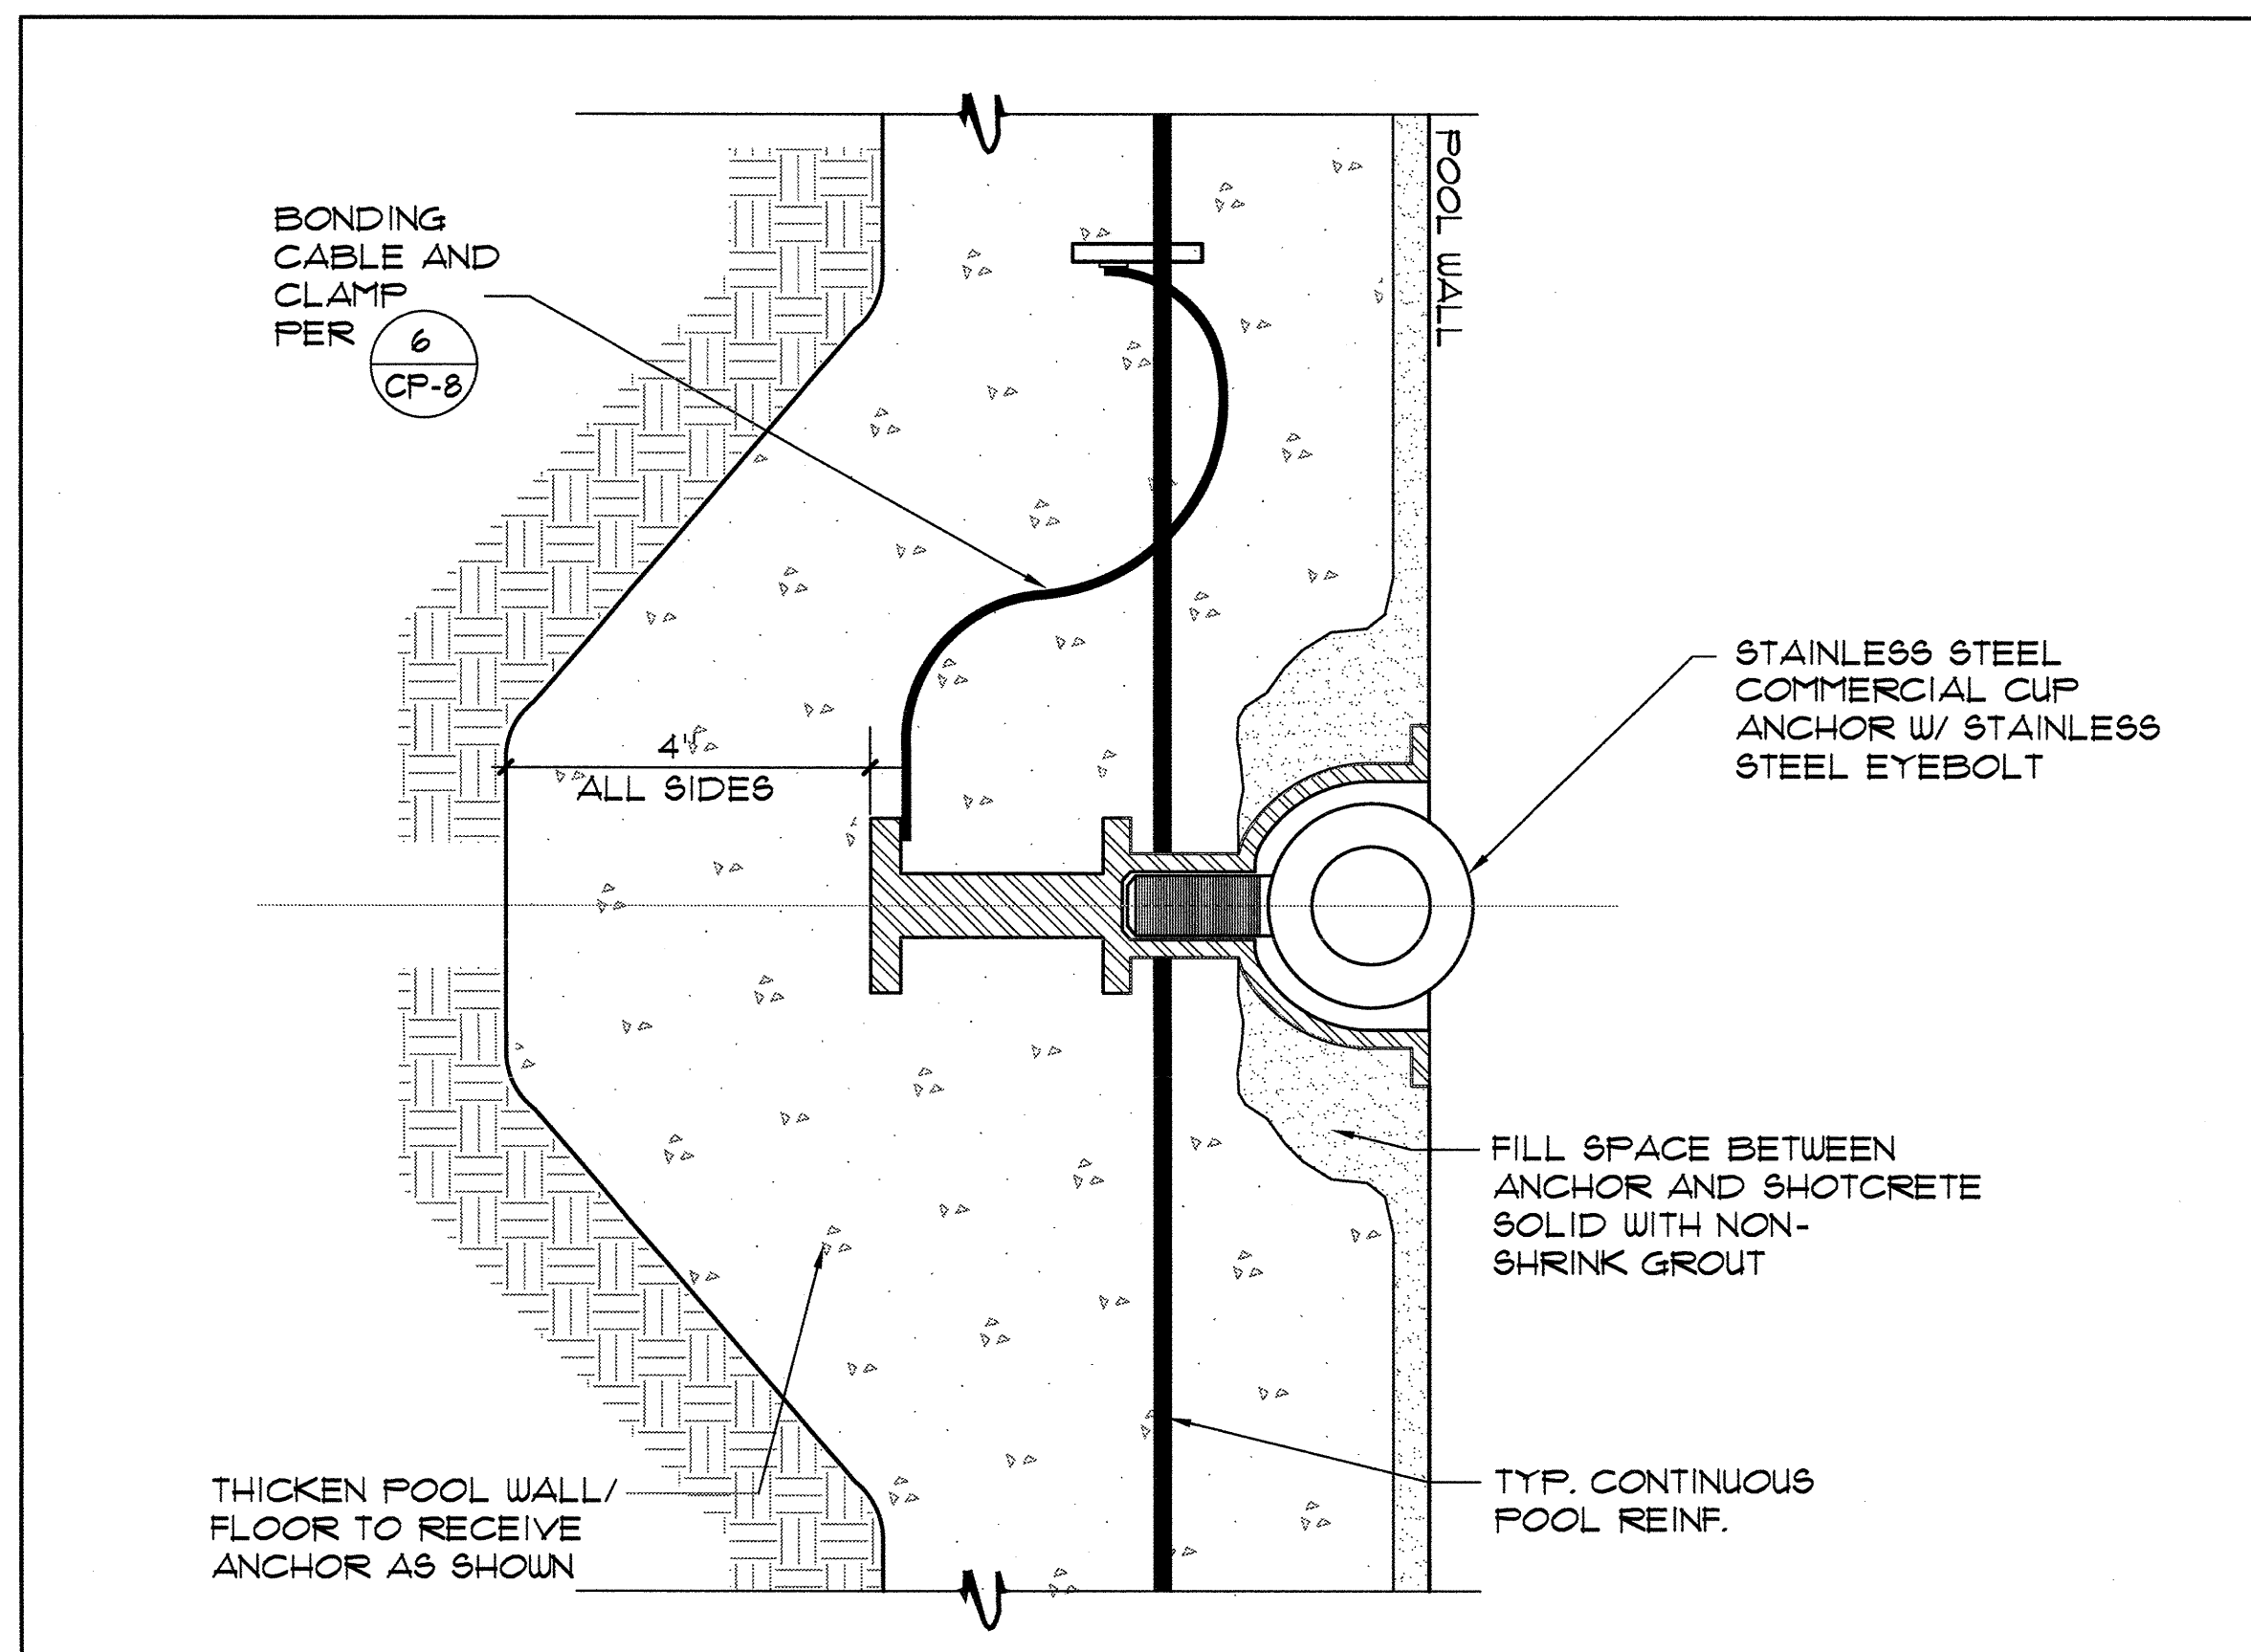 POOL WALL
BONDING
CABLE AND
CLAMP
PER
6
CP-8
STAINLESS STEEL
COMMERCIAL CUP
ANCHOR W/ STAINLESS
STEEL EYEBOLT
4"
ALL SIDES
FILL SPACE BETWEEN
ANCHOR AND SHOTCRETE
SOLID WITH NON-
SHRINK GROUT
THICKEN POOL WALL/
FLOOR TO RECEIVE
ANCHOR AS SHOWN
TYP. CONTINUOUS
POOL REINF.